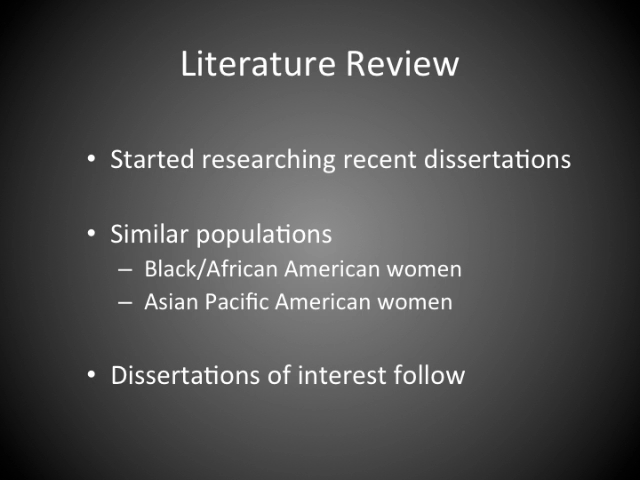 Literature Review
• Started researching recent dissertations
• Similar populations
– Black/African American women
– Asian Pacific American women
• Dissertations of interest follow